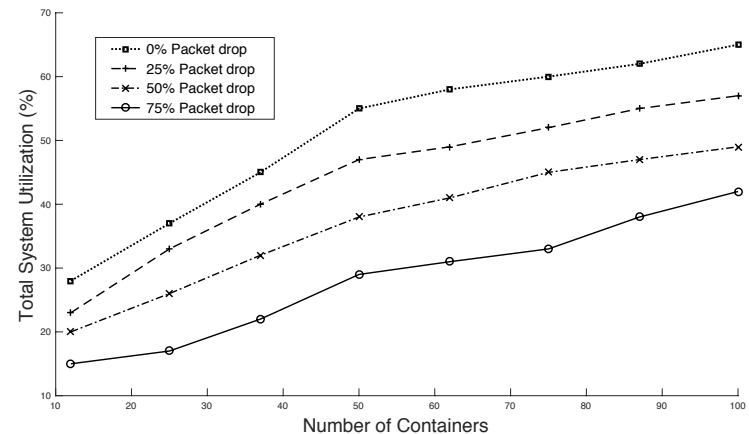 70
60
50
40
30
20
10
Total System Utilization (%)
0% Packet drop
25% Packet drop
50% Packet drop
75% Packet drop
10 20 30 40 50 60 70 80 90 100
Number of Containers